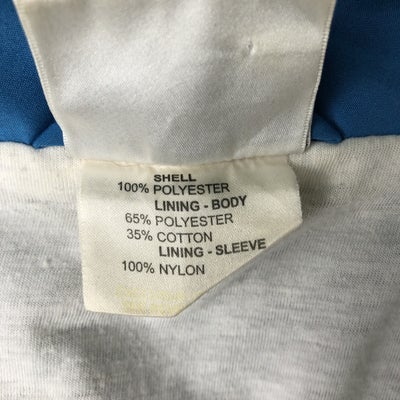 SHELL
100% POLYESTER
LINING - BODY
65% POLYESTER
35% COTTON
LINING - SLEEVE
100% NYLON